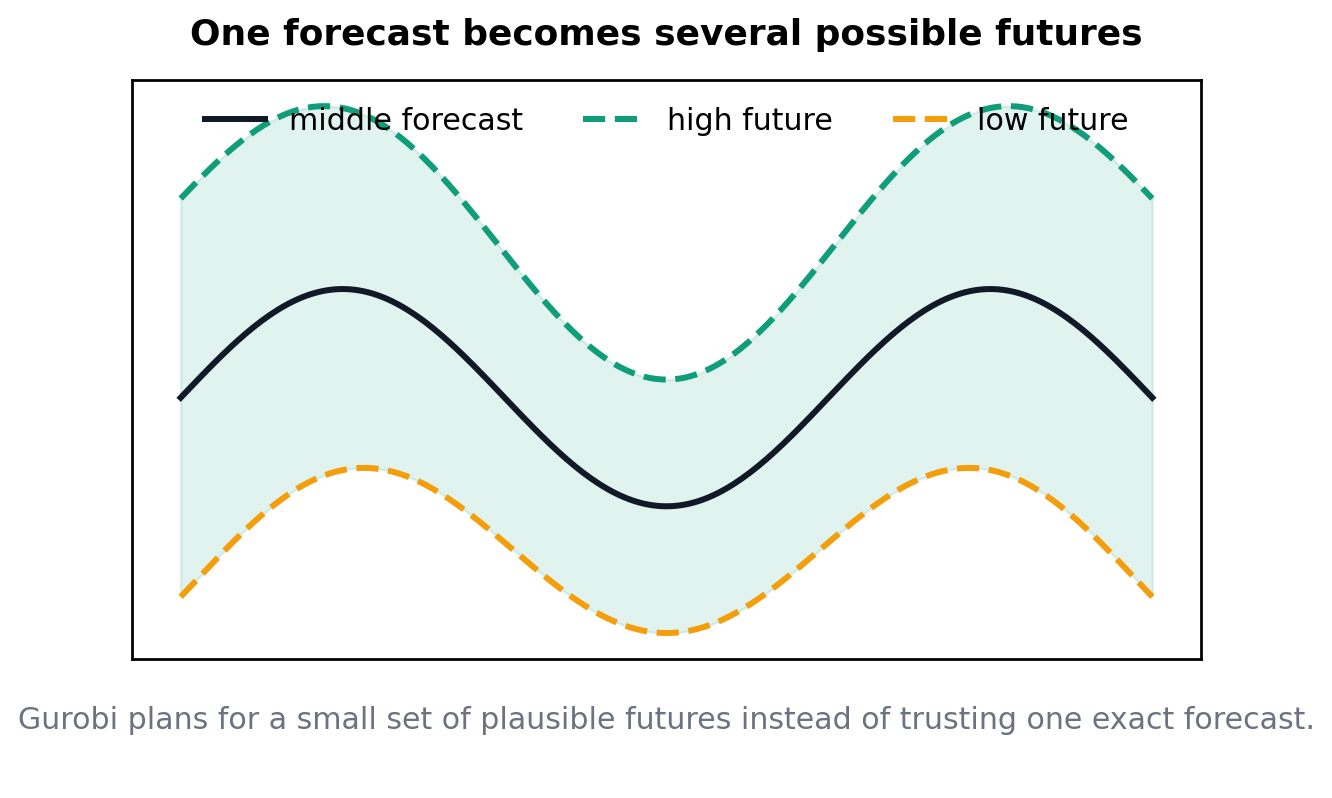 One forecast becomes several possible futures
middle forecast high future low future
Gurobi plans for a small set of plausible futures instead of trusting one exact forecast.